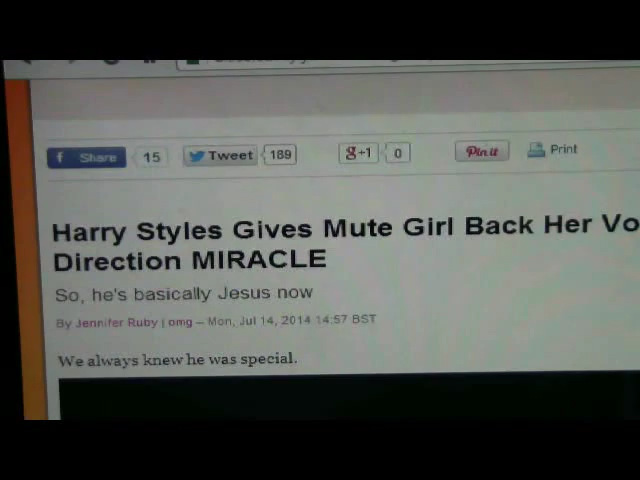 f Share 15 Tweet 189 g+1 0 Pin it Print
Harry Styles Gives Mute Girl Back Her Vo
Direction MIRACLE
So, he's basically Jesus now
By Jennifer Ruby | omg – Mon, Jul 14, 2014 14:57 BST
We always knew he was special.